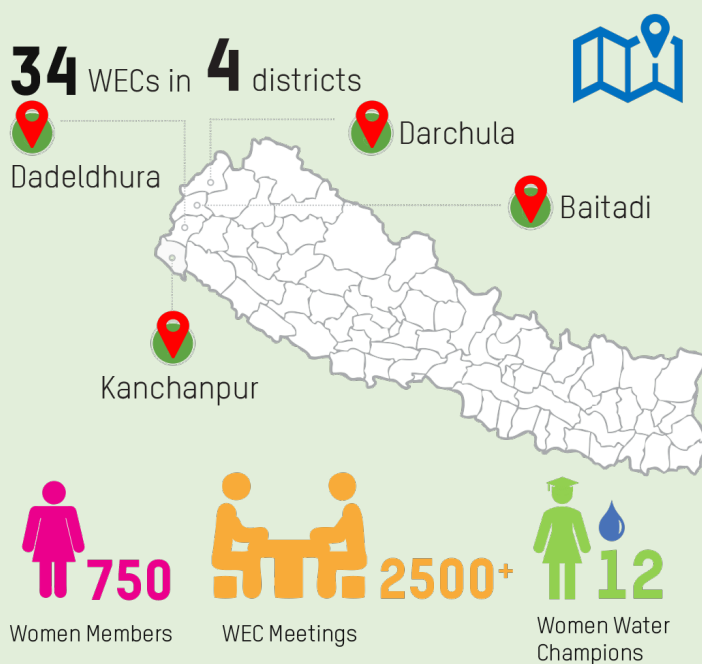 34 WECs in 4 districts
Dadeldhura
Darchula
Baitadi
Kanchanpur
750
Women Members
2500+
WEC Meetings
12
Women Water
Champions